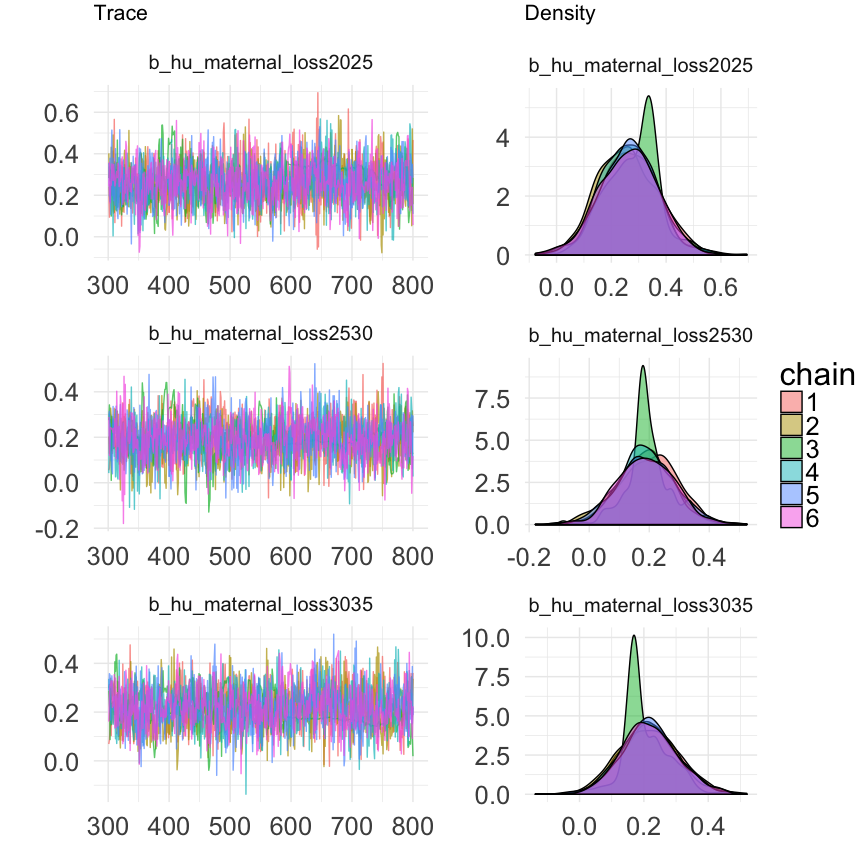 Trace
Density
b_hu_maternal_loss2025
0.6
0.4
0.2
0.0
300 400 500 600 700 800
b_hu_maternal_loss2025
4
2
0
0.0 0.2 0.4 0.6
b_hu_maternal_loss2530
0.4
0.2
0.0
-0.2
300 400 500 600 700 800
b_hu_maternal_loss2530
7.5
5.0
2.5
0.0
-0.2 0.0 0.2 0.4
b_hu_maternal_loss3035
0.4
0.2
0.0
300 400 500 600 700 800
b_hu_maternal_loss3035
10.0
7.5
5.0
2.5
0.0
0.0 0.2 0.4
chain
1
2
3
4
5
6